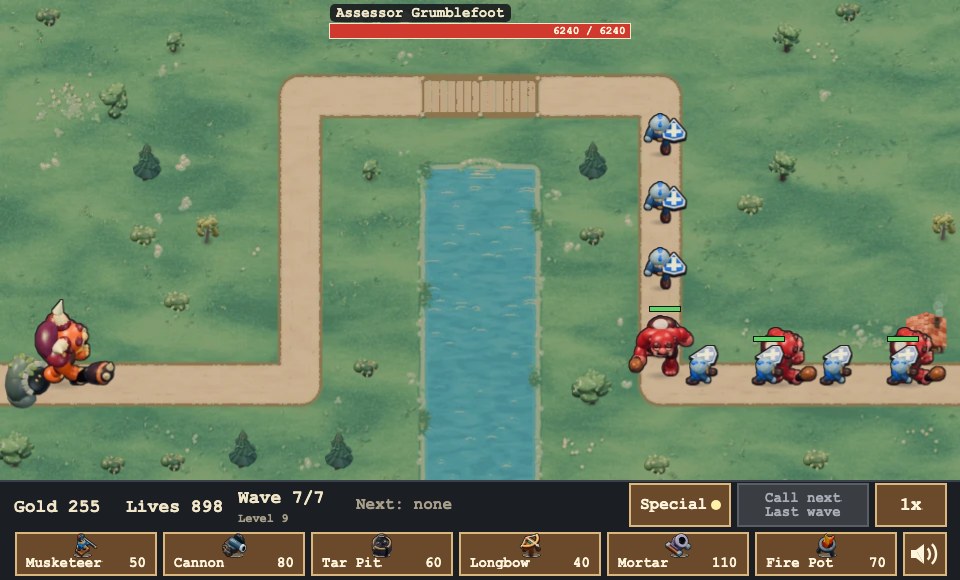 Assessor Grumblefoot
6240 / 6240
Gold 255
Lives 898
Wave 7/7
Level 9
Next: none
Special
Call next
Last wave
1x
Musketeer 50
Cannon 80
Tar Pit 60
Longbow 40
Mortar 110
Fire Pot 70